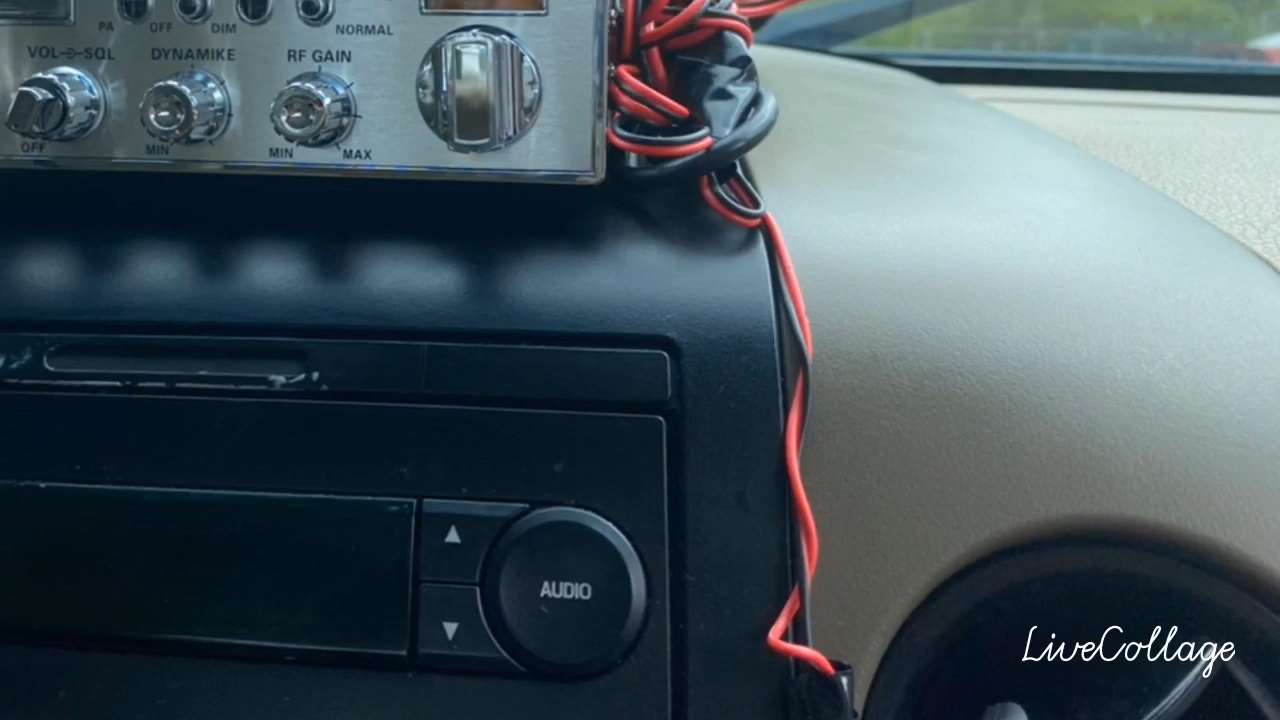 PA OFF DIM NORMAL
VOL->SQL DYNAMIKE RF GAIN
OFF MIN MIN MAX
AUDIO
LiveCollage